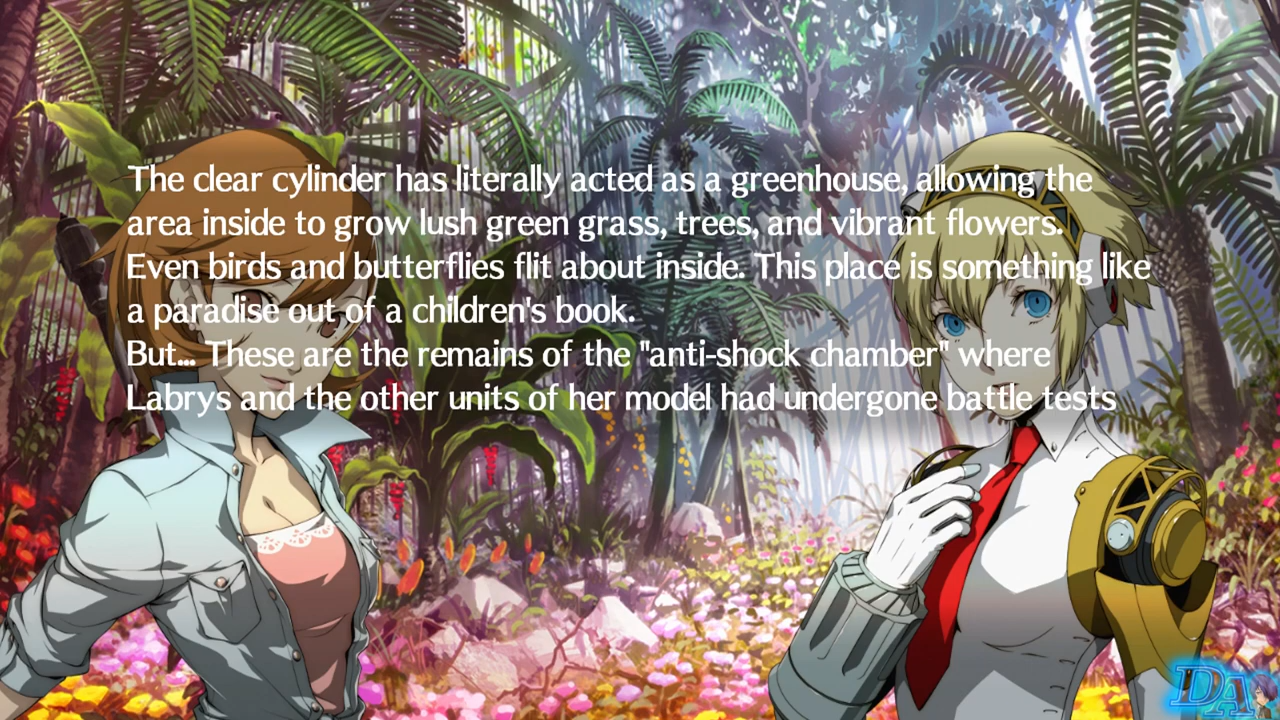 The clear cylinder has literally acted as a greenhouse, allowing the
area inside to grow lush green grass, trees, and vibrant flowers.
Even birds and butterflies flit about inside. This place is something like
a paradise out of a children's book.
But... These are the remains of the "anti-shock chamber" where
Labrys and the other units of her model had undergone battle tests
DA